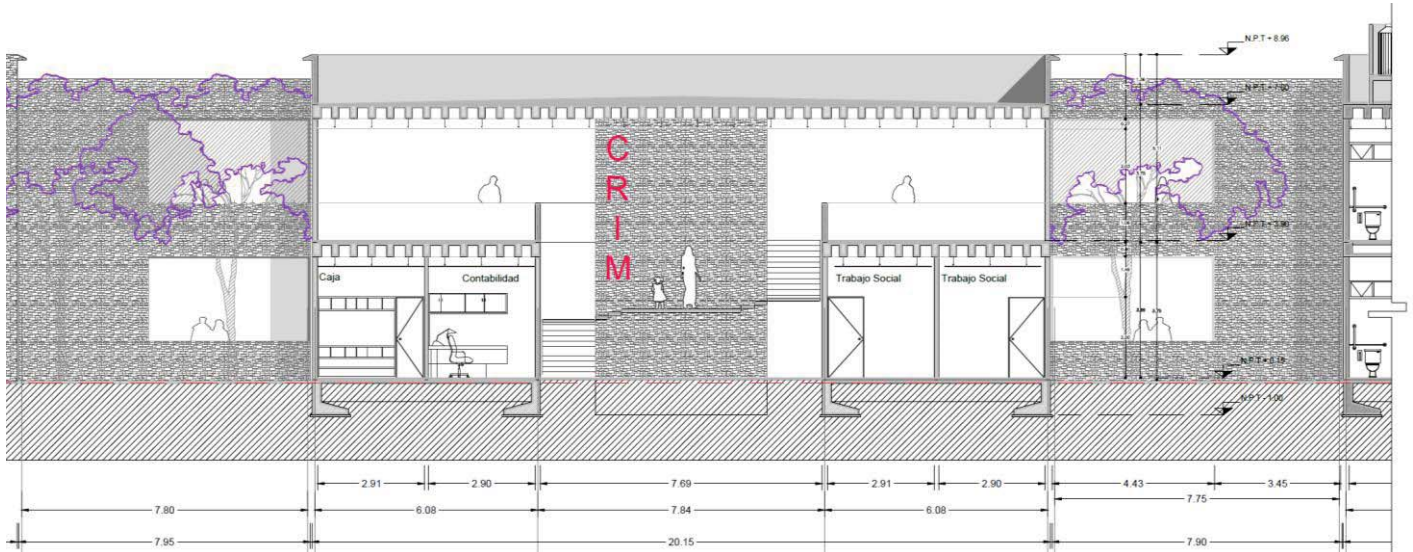 N.P.T + 8.96
N.P.T + 7.60
C
R
I
M
N.P.T + 3.90
Caja
Contabilidad
Trabajo Social
Trabajo Social
N.P.T + 0.15
N.P.T - 1.00
2.91
2.90
7.69
2.91
2.90
4.43
3.45
7.75
7.80
6.08
7.84
6.08
7.95
20.15
7.90